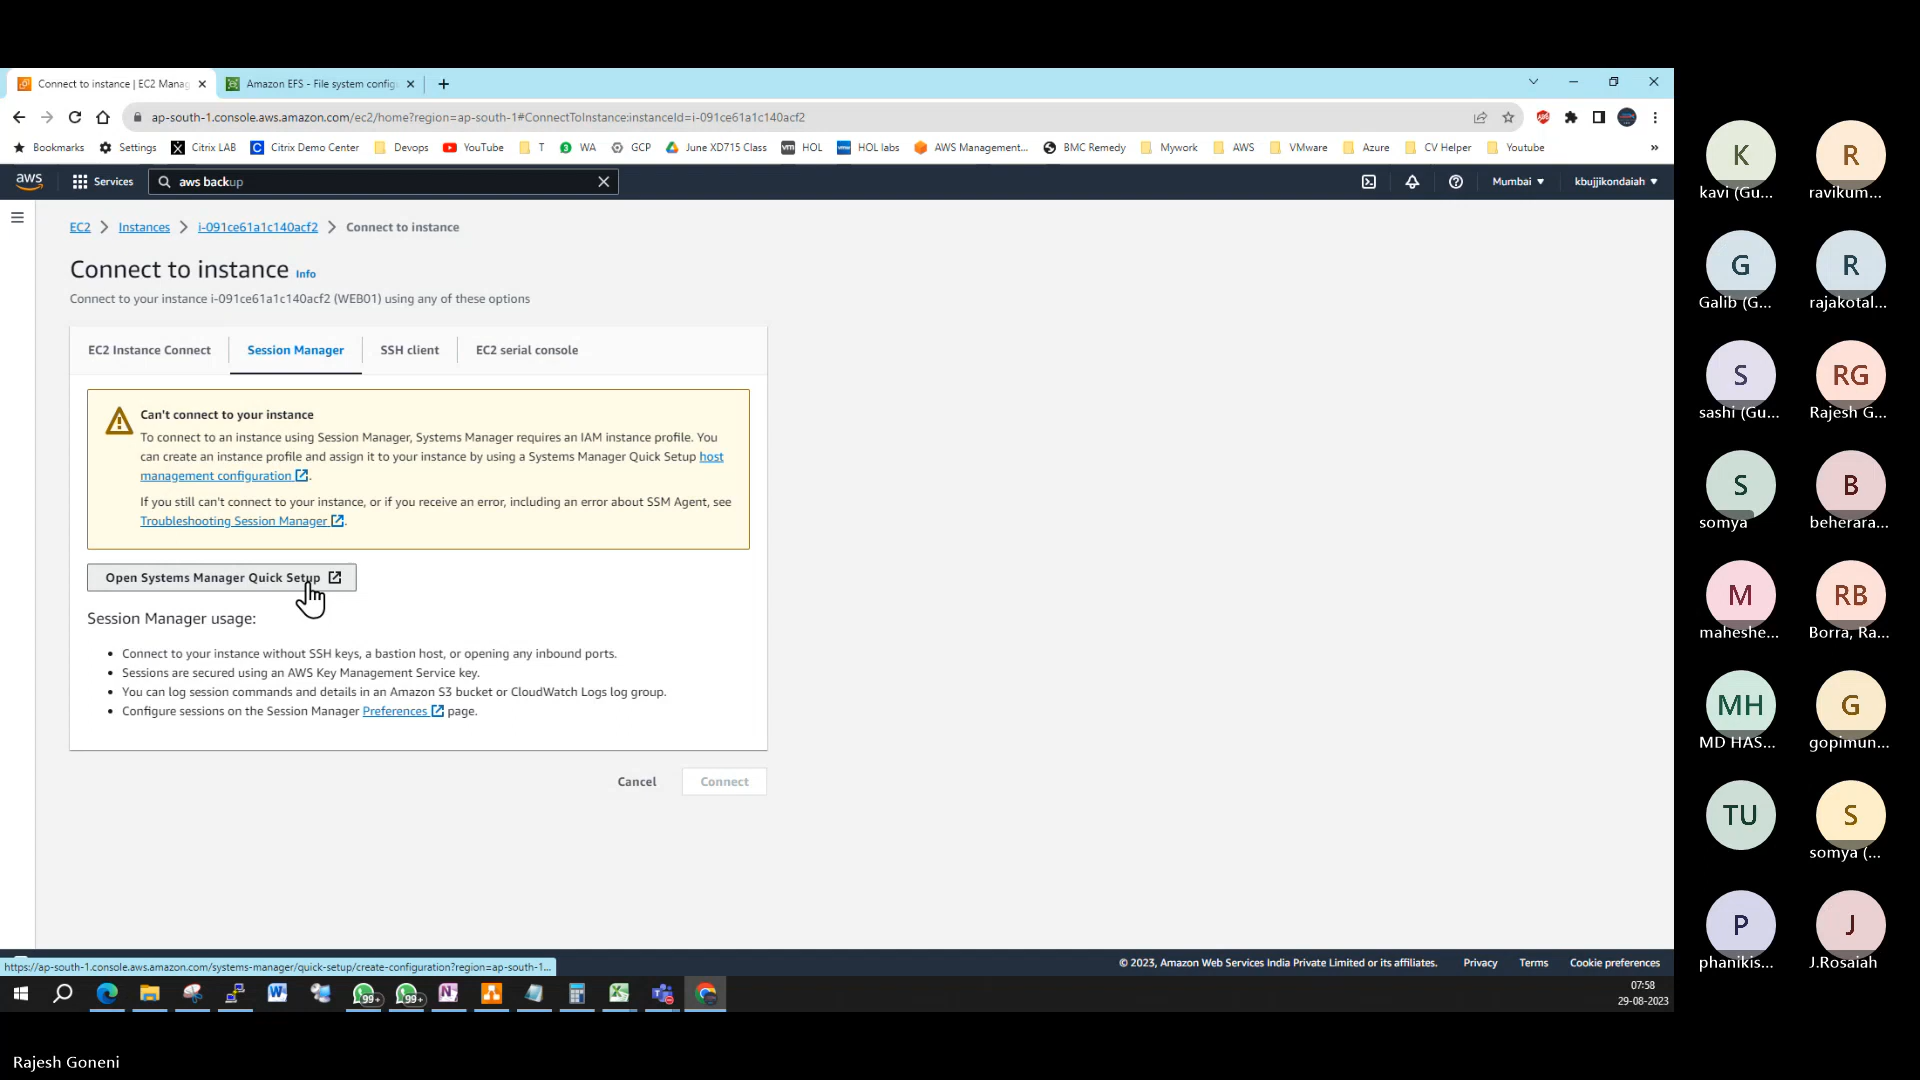 Connect to instance | EC2 Manag
Amazon EFS - File system config
ap-south-1.console.aws.amazon.com/ec2/home?region=ap-south-1#ConnectToInstance:instanceId=i-091ce61a1c140acf2
Bookmarks
Settings
Citrix LAB
Citrix Demo Center
Devops
YouTube
T
WA
GCP
June XD715 Class
HOL
HOL labs
AWS Management...
BMC Remedy
Mywork
AWS
VMware
Azure
CV Helper
Youtube
»
aws
Services
aws backup
Mumbai
kbujjikondaiah
EC2 > Instances > i-091ce61a1c140acf2 > Connect to instance
Connect to instance Info
Connect to your instance i-091ce61a1c140acf2 (WEB01) using any of these options
EC2 Instance Connect
Session Manager
SSH client
EC2 serial console
Can't connect to your instance
To connect to an instance using Session Manager, Systems Manager requires an IAM instance profile. You
can create an instance profile and assign it to your instance by using a Systems Manager Quick Setup host
management configuration.
If you still can't connect to your instance, or if you receive an error, including an error about SSM Agent, see
Troubleshooting Session Manager.
Open Systems Manager Quick Setup
Session Manager usage:
• Connect to your instance without SSH keys, a bastion host, or opening any inbound ports.
• Sessions are secured using an AWS Key Management Service key.
• You can log session commands and details in an Amazon S3 bucket or CloudWatch Logs log group.
• Configure sessions on the Session Manager Preferences page.
Cancel
Connect
https://ap-south-1.console.aws.amazon.com/systems-manager/quick-setup/create-configuration?region=ap-south-1...
© 2023, Amazon Web Services India Private Limited or its affiliates.
Privacy
Terms
Cookie preferences
99+
99+
07:58
29-08-2023
K
kavi (Gu...
R
ravikum...
G
Galib (G...
R
rajakotal...
S
sashi (Gu...
RG
Rajesh G...
S
somya
B
beherara...
M
maheshe...
RB
Borra, Ra...
MH
MD HAS...
G
gopimun...
TU
S
somya (...
P
phanikis...
J
J.Rosaiah
Rajesh Goneni